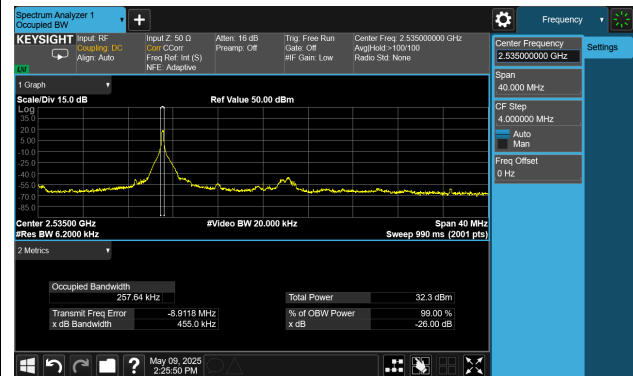 Spectrum Analyzer 1
Occupied BW
Frequency
KEYSIGHT
Input: RF
Coupling: DC
Align: Auto
Input Z: 50 Ω
Corr CCorr
Freq Ref: Int (S)
NFE: Adaptive
Atten: 16 dB
Preamp: Off
Trig: Free Run
Gate: Off
#IF Gain: Low
Center Freq: 2.535000000 GHz
Avg|Hold:>100/100
Radio Std: None
Center Frequency
2.535000000 GHz
Settings
Span
40.000 MHz
CF Step
4.000000 MHz
Auto
Man
Freq Offset
0 Hz
1 Graph
Scale/Div 15.0 dB
Ref Value 50.00 dBm
Log
35.0
20.0
5.00
-10.0
-25.0
-40.0
-55.0
-70.0
-85.0
Center 2.53500 GHz
#Video BW 20.000 kHz
Span 40 MHz
#Res BW 6.2000 kHz
Sweep 990 ms (2001 pts)
2 Metrics
Occupied Bandwidth
257.64 kHz
Total Power
32.3 dBm
Transmit Freq Error
-8.9118 MHz
% of OBW Power
99.00 %
x dB Bandwidth
455.0 kHz
x dB
-26.00 dB
?
May 09, 2025
2:25:50 PM